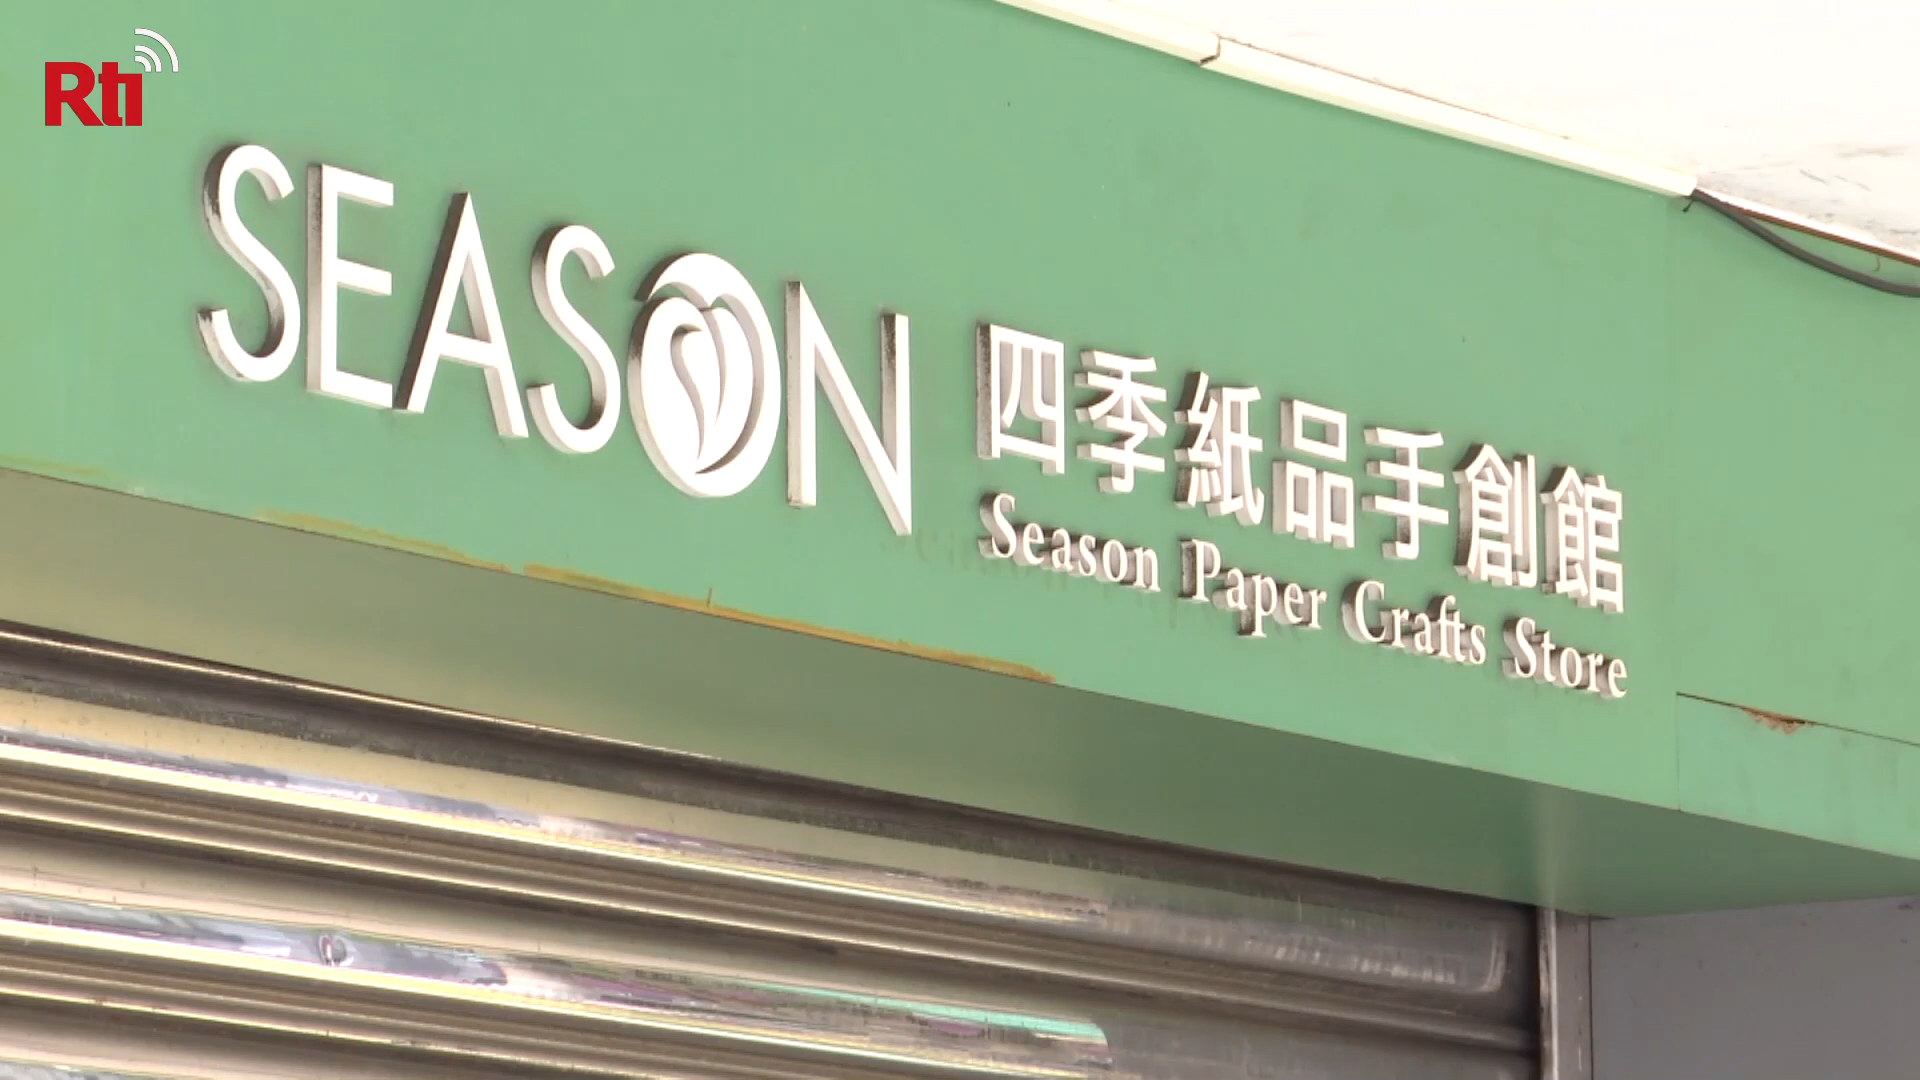 Rti
SEASON
四季紙品手創館
Season Paper Crafts Store